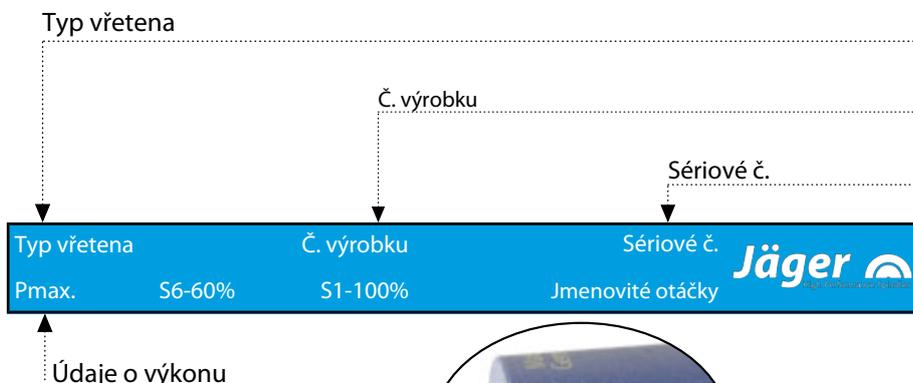 Typ vřetena
Č. výrobku
Sériové č.
Typ vřetena Č. výrobku Sériové č.
Jäger
Pmax. S6-60% S1-100% Jmenovité otáčky
Údaje o výkonu